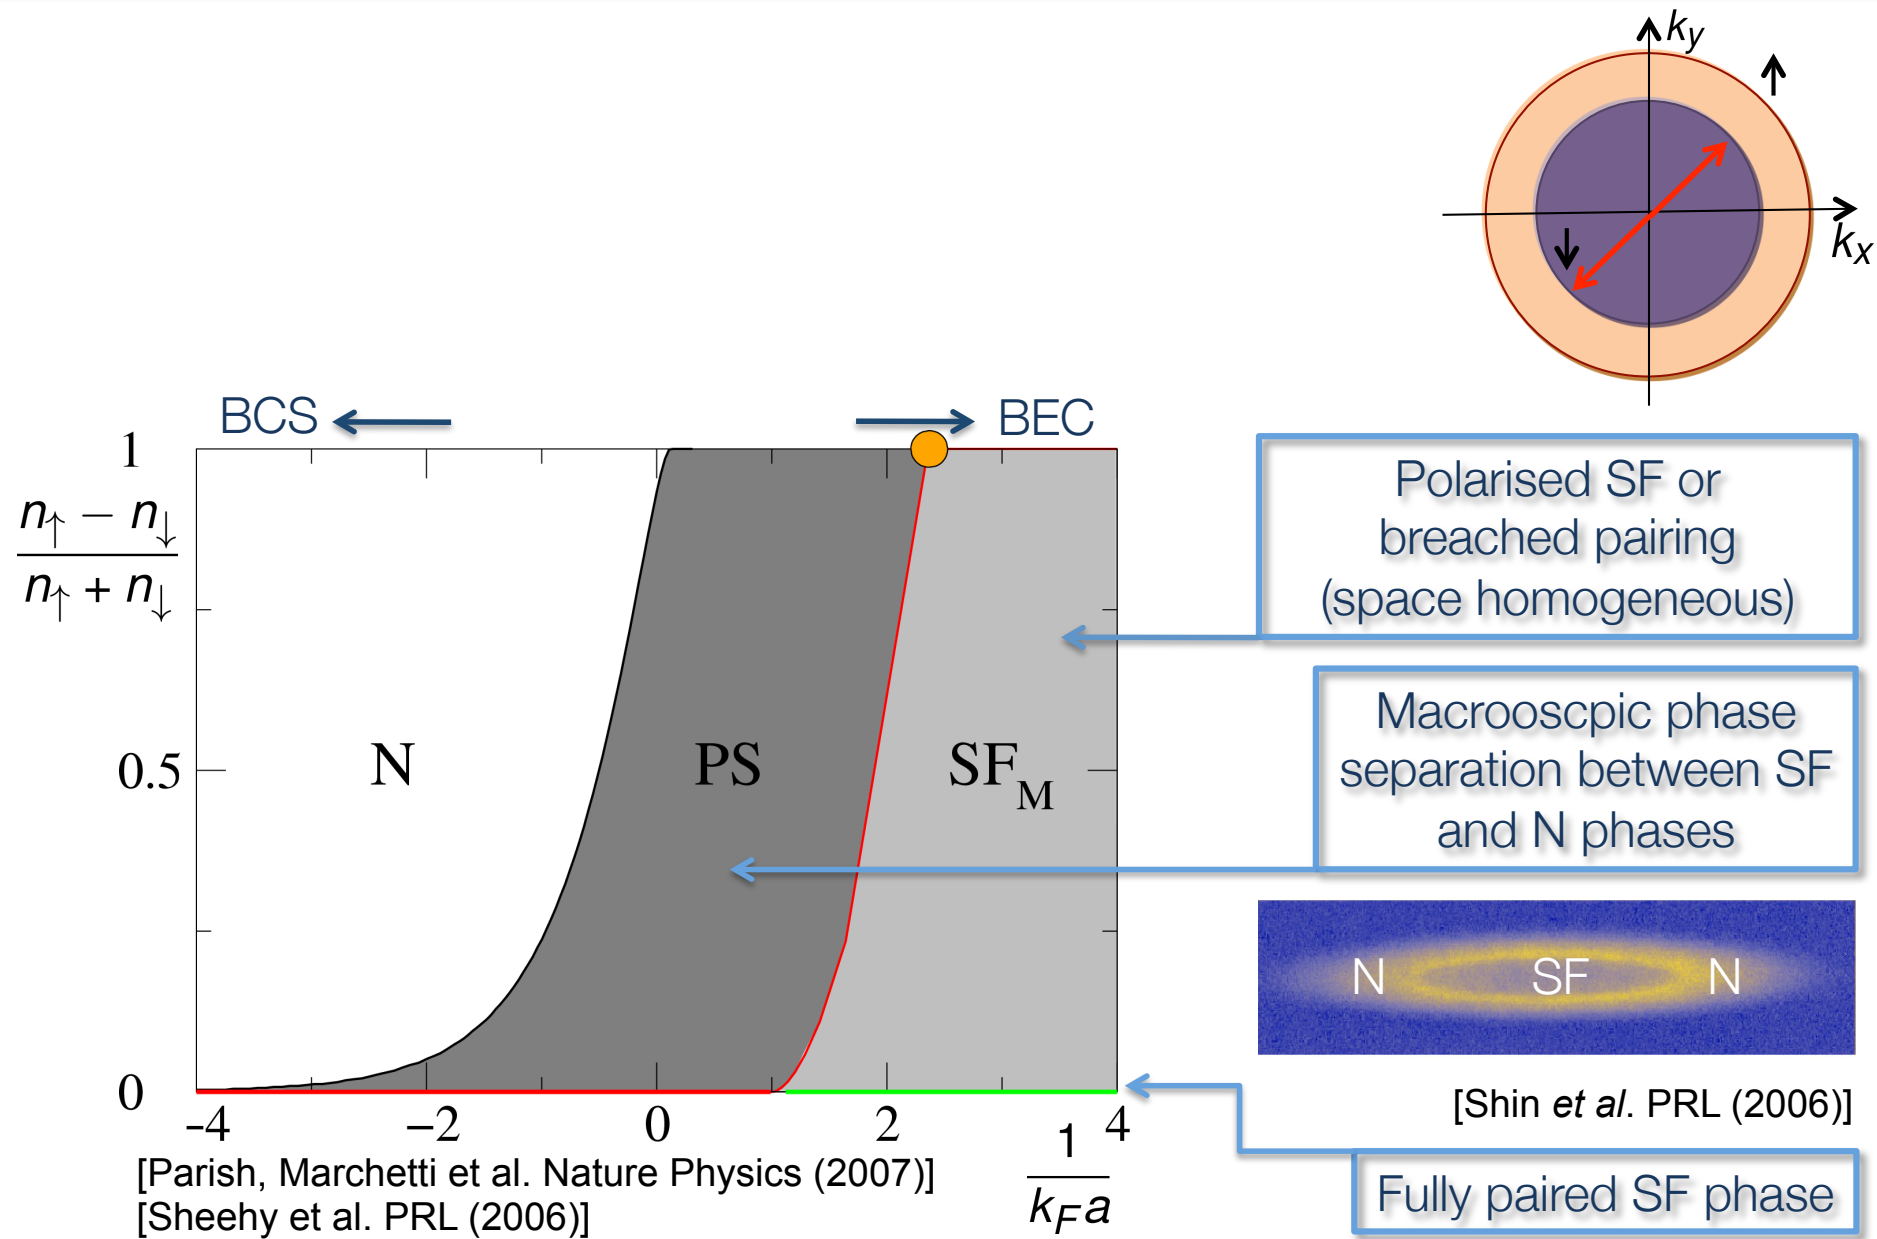 k_y
↑
↓
k_x
BCS
BEC
1
n↑ − n↓
n↑ + n↓
0.5
0
N
PS
SF_M
-4
−2
0
2
4
1
k_F a
Polarised SF or
breached pairing
(space homogeneous)
Macrooscpic phase
separation between SF
and N phases
N SF N
[Shin et al. PRL (2006)]
Fully paired SF phase
[Parish, Marchetti et al. Nature Physics (2007)]
[Sheehy et al. PRL (2006)]